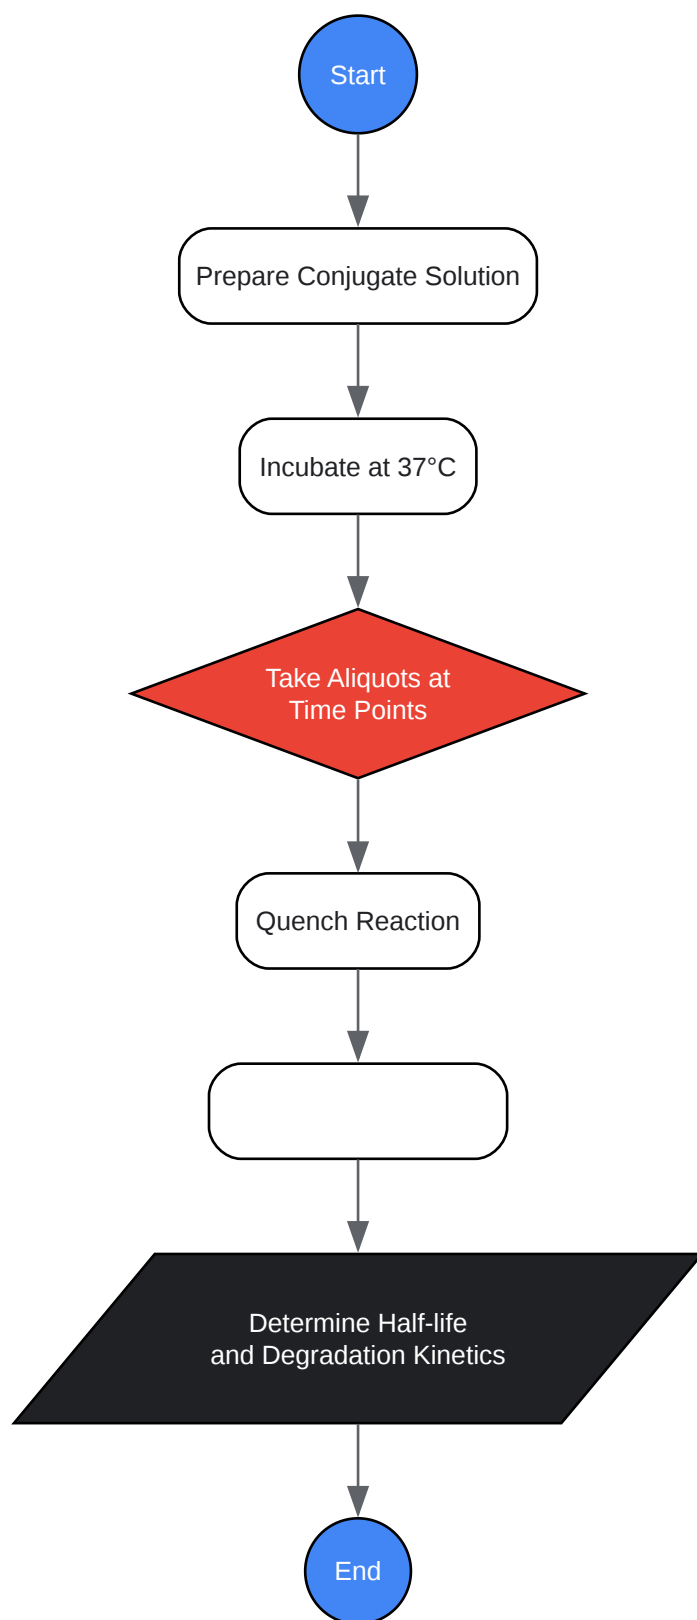 Start
Prepare Conjugate Solution
Incubate at 37°C
Take Aliquots at
Time Points
Quench Reaction
Determine Half-life
and Degradation Kinetics
End